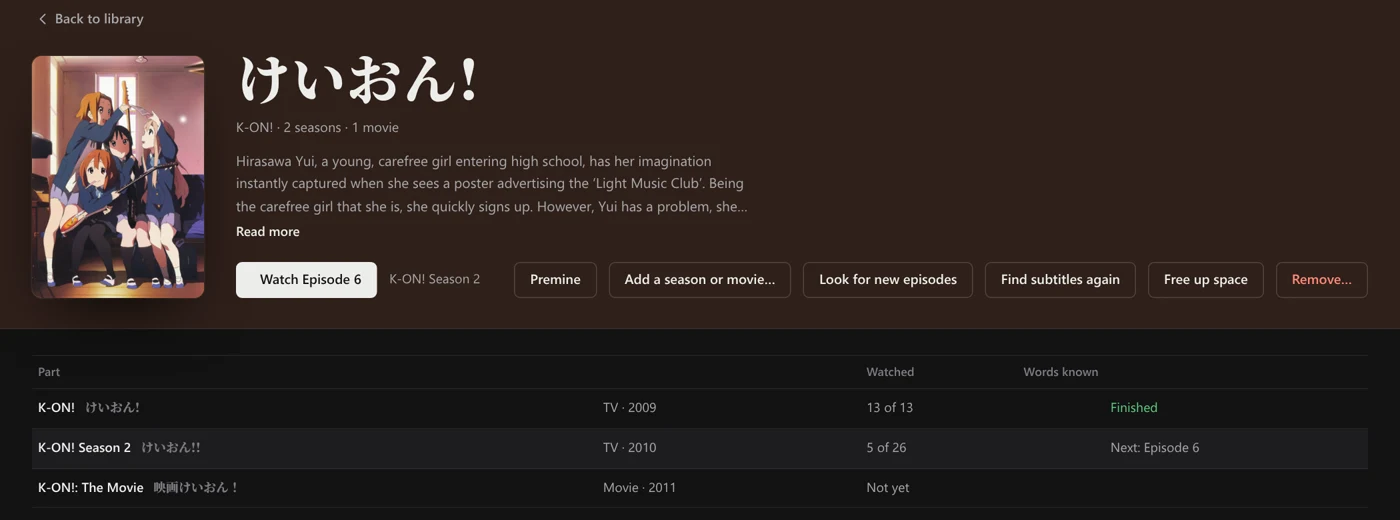 Back to library
けいおん!
K-ON! · 2 seasons · 1 movie
Hirasawa Yui, a young, carefree girl entering high school, has her imagination
instantly captured when she sees a poster advertising the ‘Light Music Club’. Being
the carefree girl that she is, she quickly signs up. However, Yui has a problem, she...
Read more
Watch Episode 6 K-ON! Season 2 Premine Add a season or movie... Look for new episodes Find subtitles again Free up space Remove...
Part Watched Words known
K-ON! けいおん! TV · 2009 13 of 13 Finished
K-ON! Season 2 けいおん!! TV · 2010 5 of 26 Next: Episode 6
K-ON!: The Movie 映画けいおん! Movie · 2011 Not yet